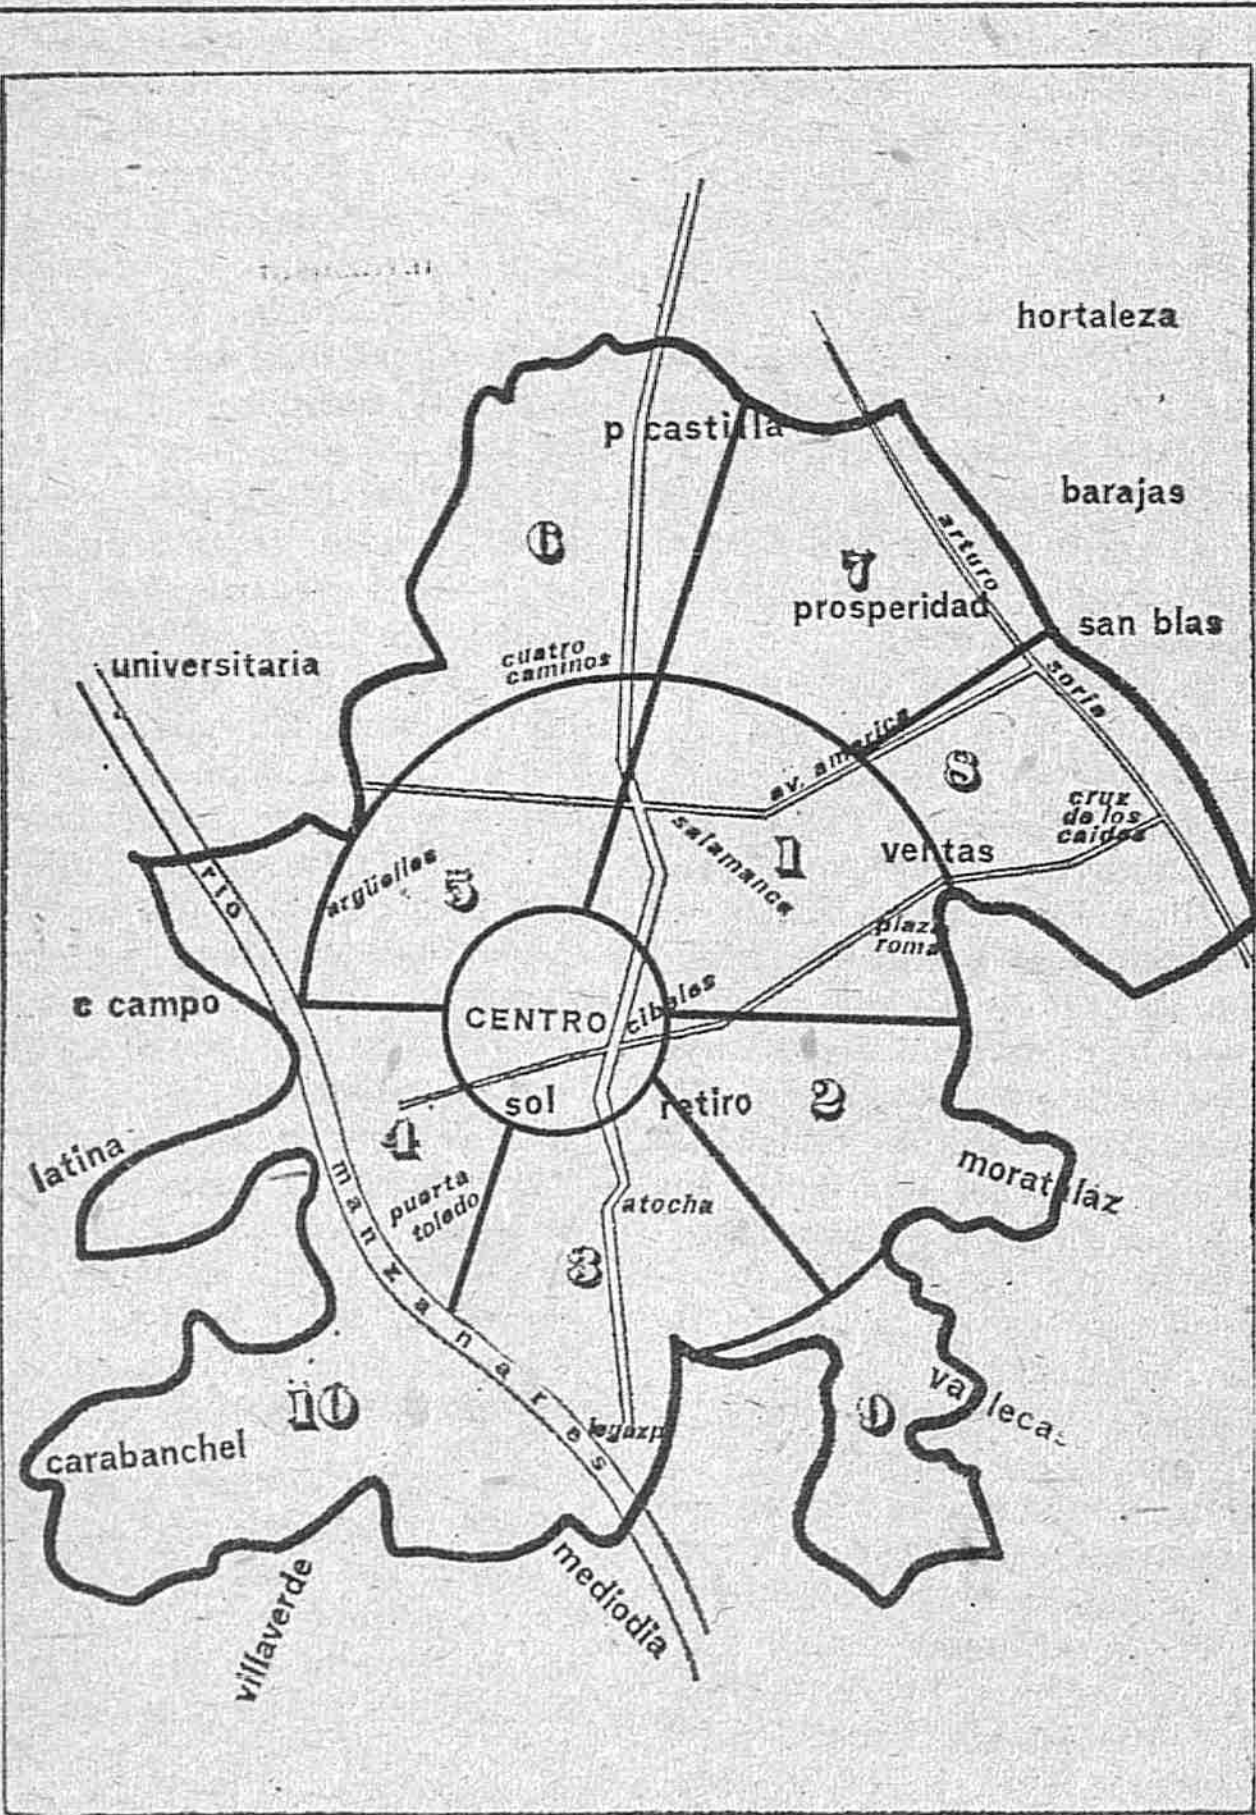 hortaleza
p castilla
barajas
6
arturo
7
prosperidad
san blas
cuatro
caminos
universitaria
soria
av. america
8
cruz
de los
caidos
salamanca
1
ventas
argüelles
5
rio
plaza
roma
c campo
CENTRO
cibeles
sol
retiro
2
4
latina
manzanares
moratalaz
puerta
toledo
atocha
3
10
vallecas
9
legazpi
carabanchel
mediodia
villaverde